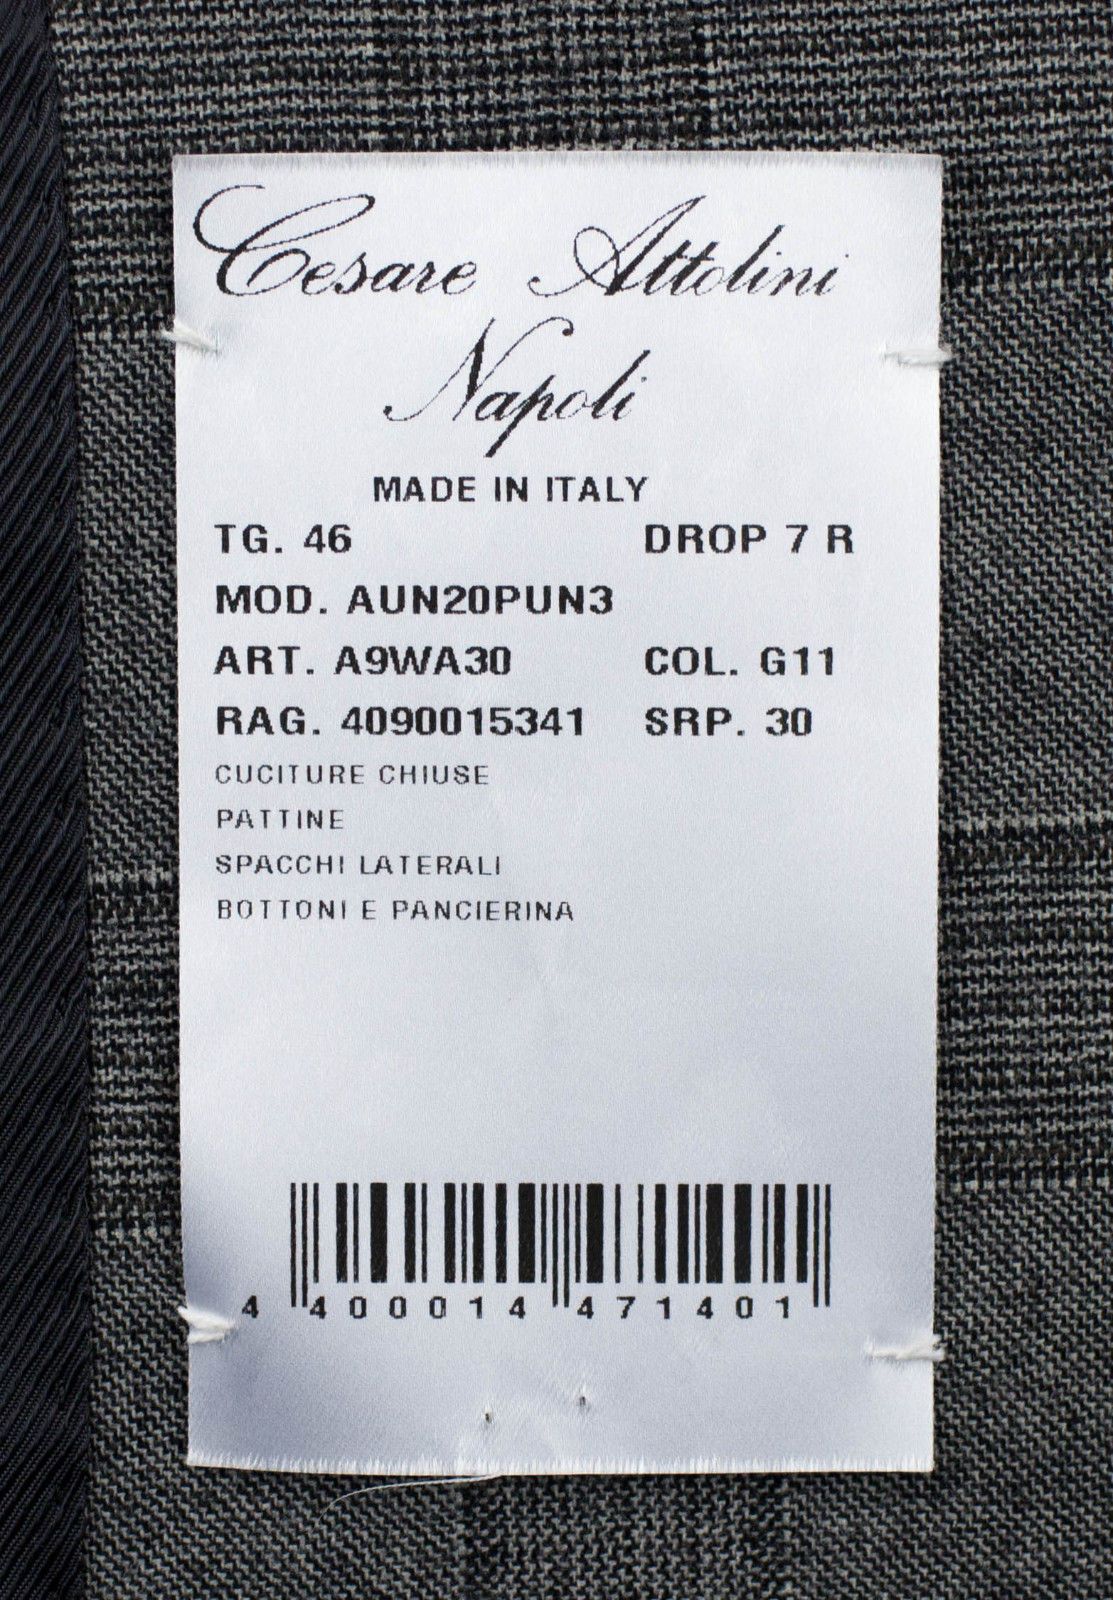 Cesare Attolini
Napoli
MADE IN ITALY
TG. 46 DROP 7 R
MOD. AUN20PUN3
ART. A9WA30 COL. G11
RAG. 4090015341 SRP. 30
CUCITURE CHIUSE
PATTINE
SPACCHI LATERALI
BOTTONI E PANCIERINA
4 400014 471401